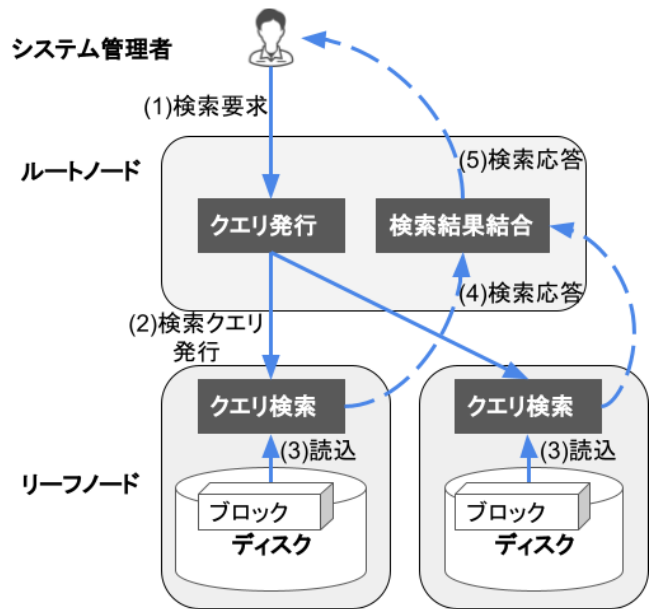 システム管理者
(1)検索要求
(5)検索応答
ルートノード
クエリ発行
検索結果結合
(4)検索応答
(2)検索クエリ
発行
クエリ検索
クエリ検索
(3)読込
(3)読込
リーフノード
ブロック
ブロック
ディスク
ディスク